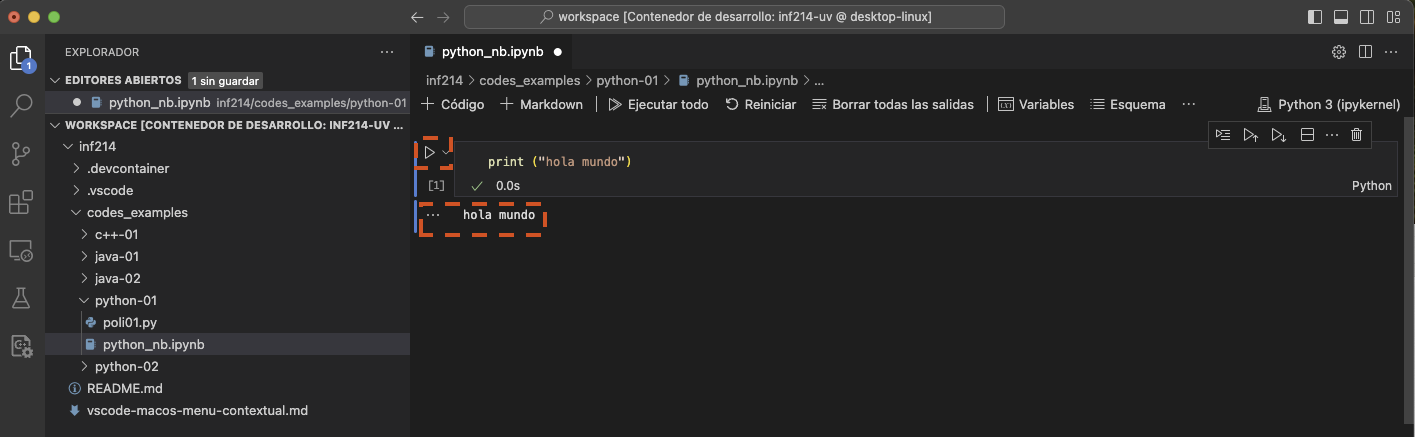 workspace [Contenedor de desarrollo: inf214-uv @ desktop-linux]
EXPLORADOR
1
EDITORES ABIERTOS 1 sin guardar
python_nb.ipynb inf214/codes_examples/python-01
WORKSPACE [CONTENEDOR DE DESARROLLO: INF214-UV ...
inf214
.devcontainer
.vscode
codes_examples
c++-01
java-01
java-02
python-01
poli01.py
python_nb.ipynb
python-02
README.md
vscode-macos-menu-contextual.md
python_nb.ipynb
inf214 > codes_examples > python-01 > python_nb.ipynb > ...
+ Código + Markdown Ejecutar todo Reiniciar Borrar todas las salidas Variables Esquema ... Python 3 (ipykernel)
print ("hola mundo")
[1] 0.0s Python
... hola mundo